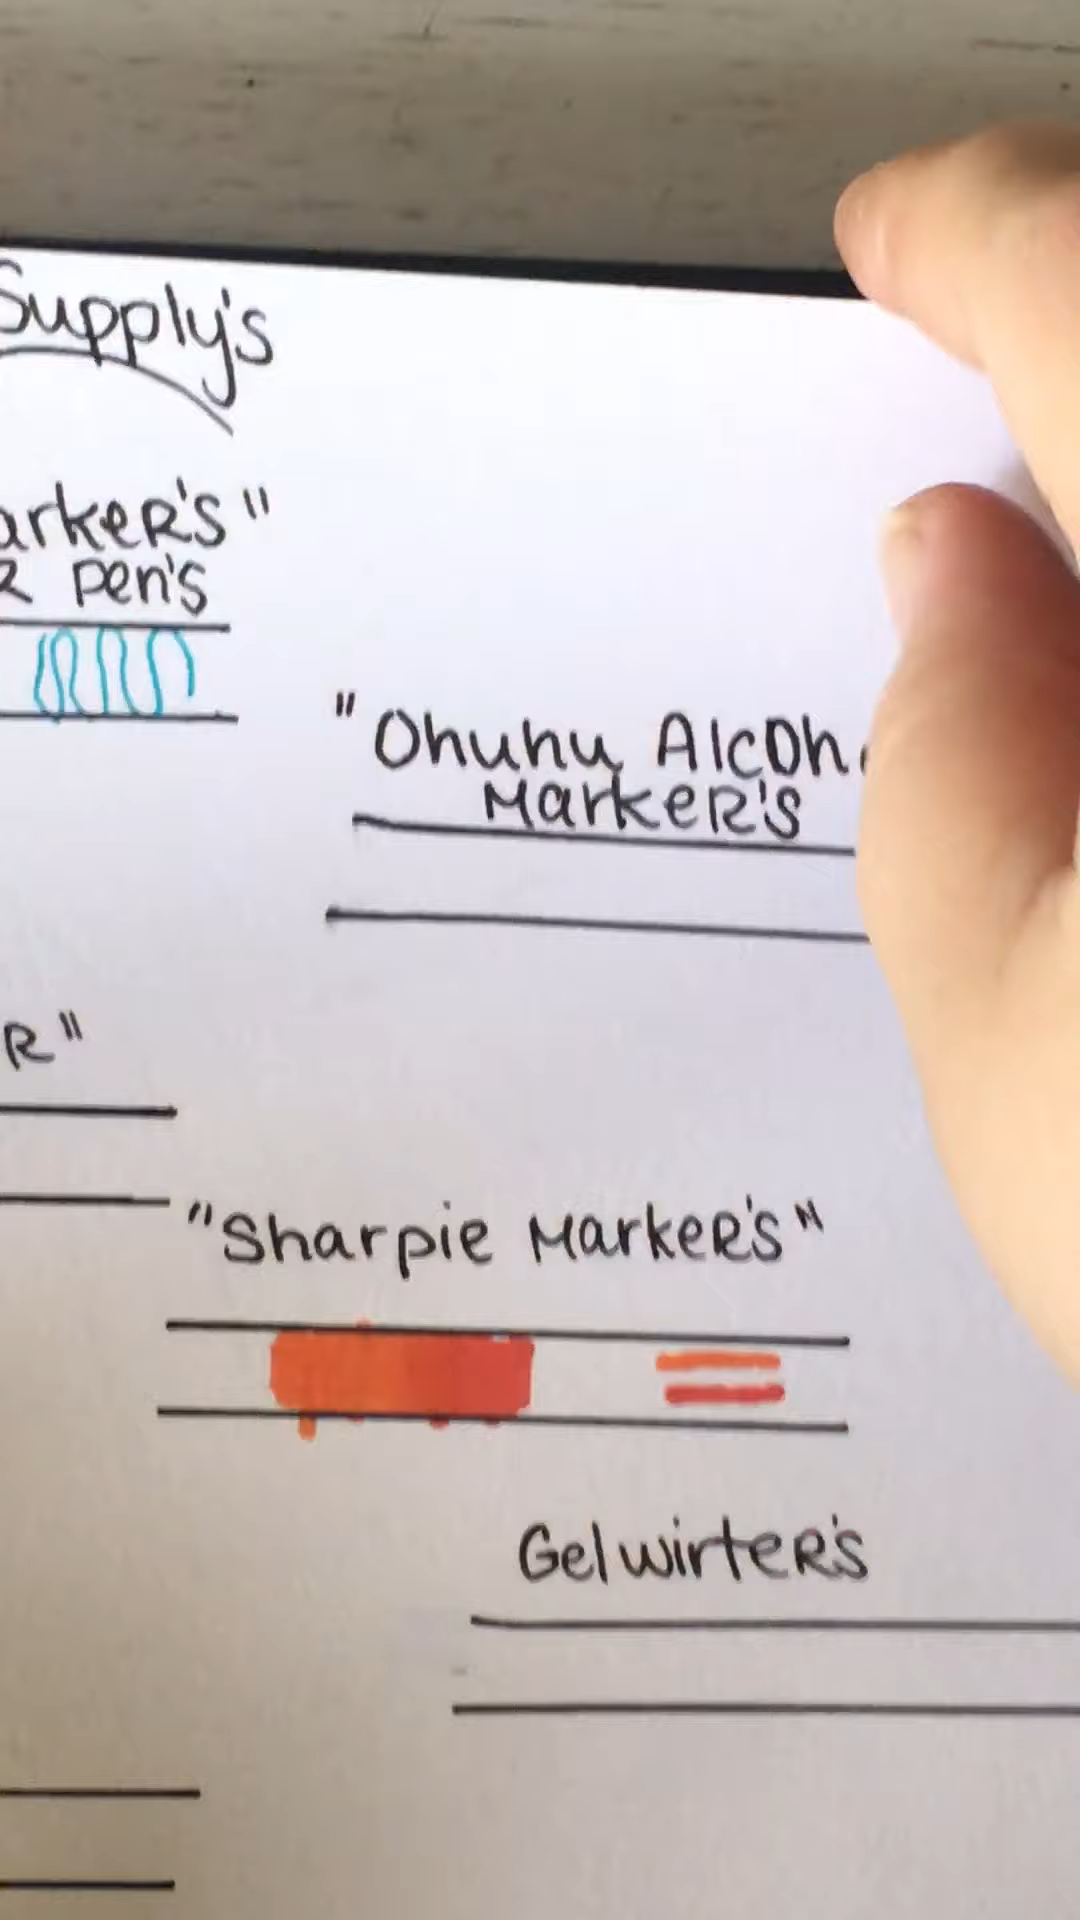 Supply's
arkeR's"
R Pen's
"Ohuhu Alcoh
MarkeR's
R"
"Sharpie MarkeR's"
GelwirteR's